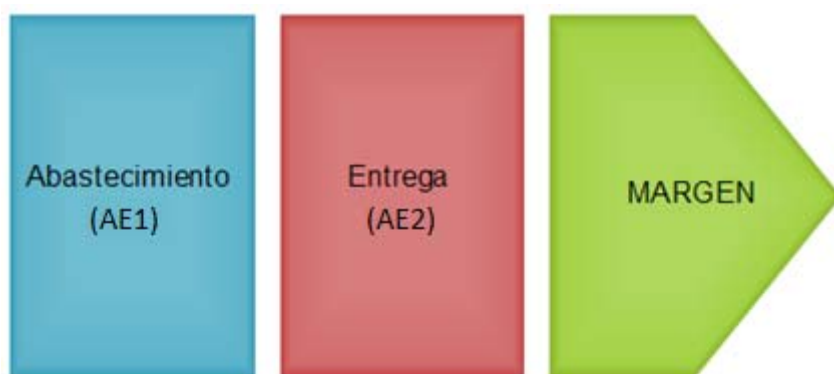 Abastecimiento
(AE1)
Entrega
(AE2)
MARGEN